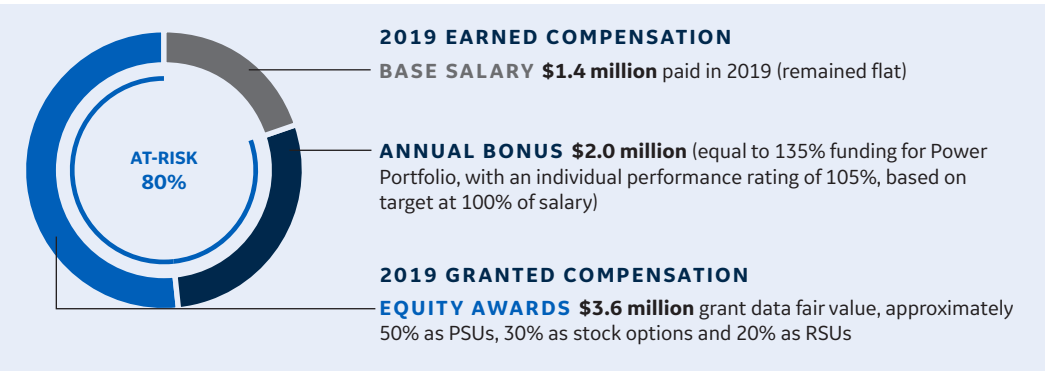 2019 EARNED COMPENSATION
BASE SALARY $1.4 million paid in 2019 (remained flat)
AT-RISK
80%
ANNUAL BONUS $2.0 million (equal to 135% funding for Power
Portfolio, with an individual performance rating of 105%, based on
target at 100% of salary)
2019 GRANTED COMPENSATION
EQUITY AWARDS $3.6 million grant data fair value, approximately
50% as PSUs, 30% as stock options and 20% as RSUs